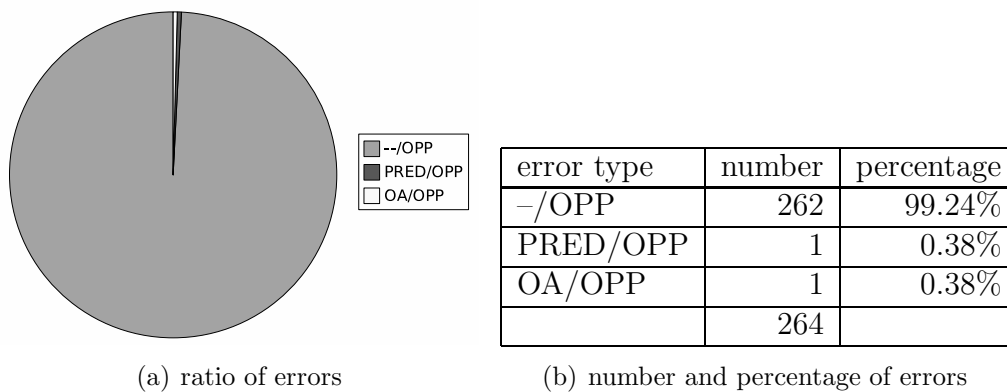 --/OPP
PRED/OPP
OA/OPP
error type number percentage
–/OPP 262 99.24%
PRED/OPP 1 0.38%
OA/OPP 1 0.38%
264
(a) ratio of errors
(b) number and percentage of errors